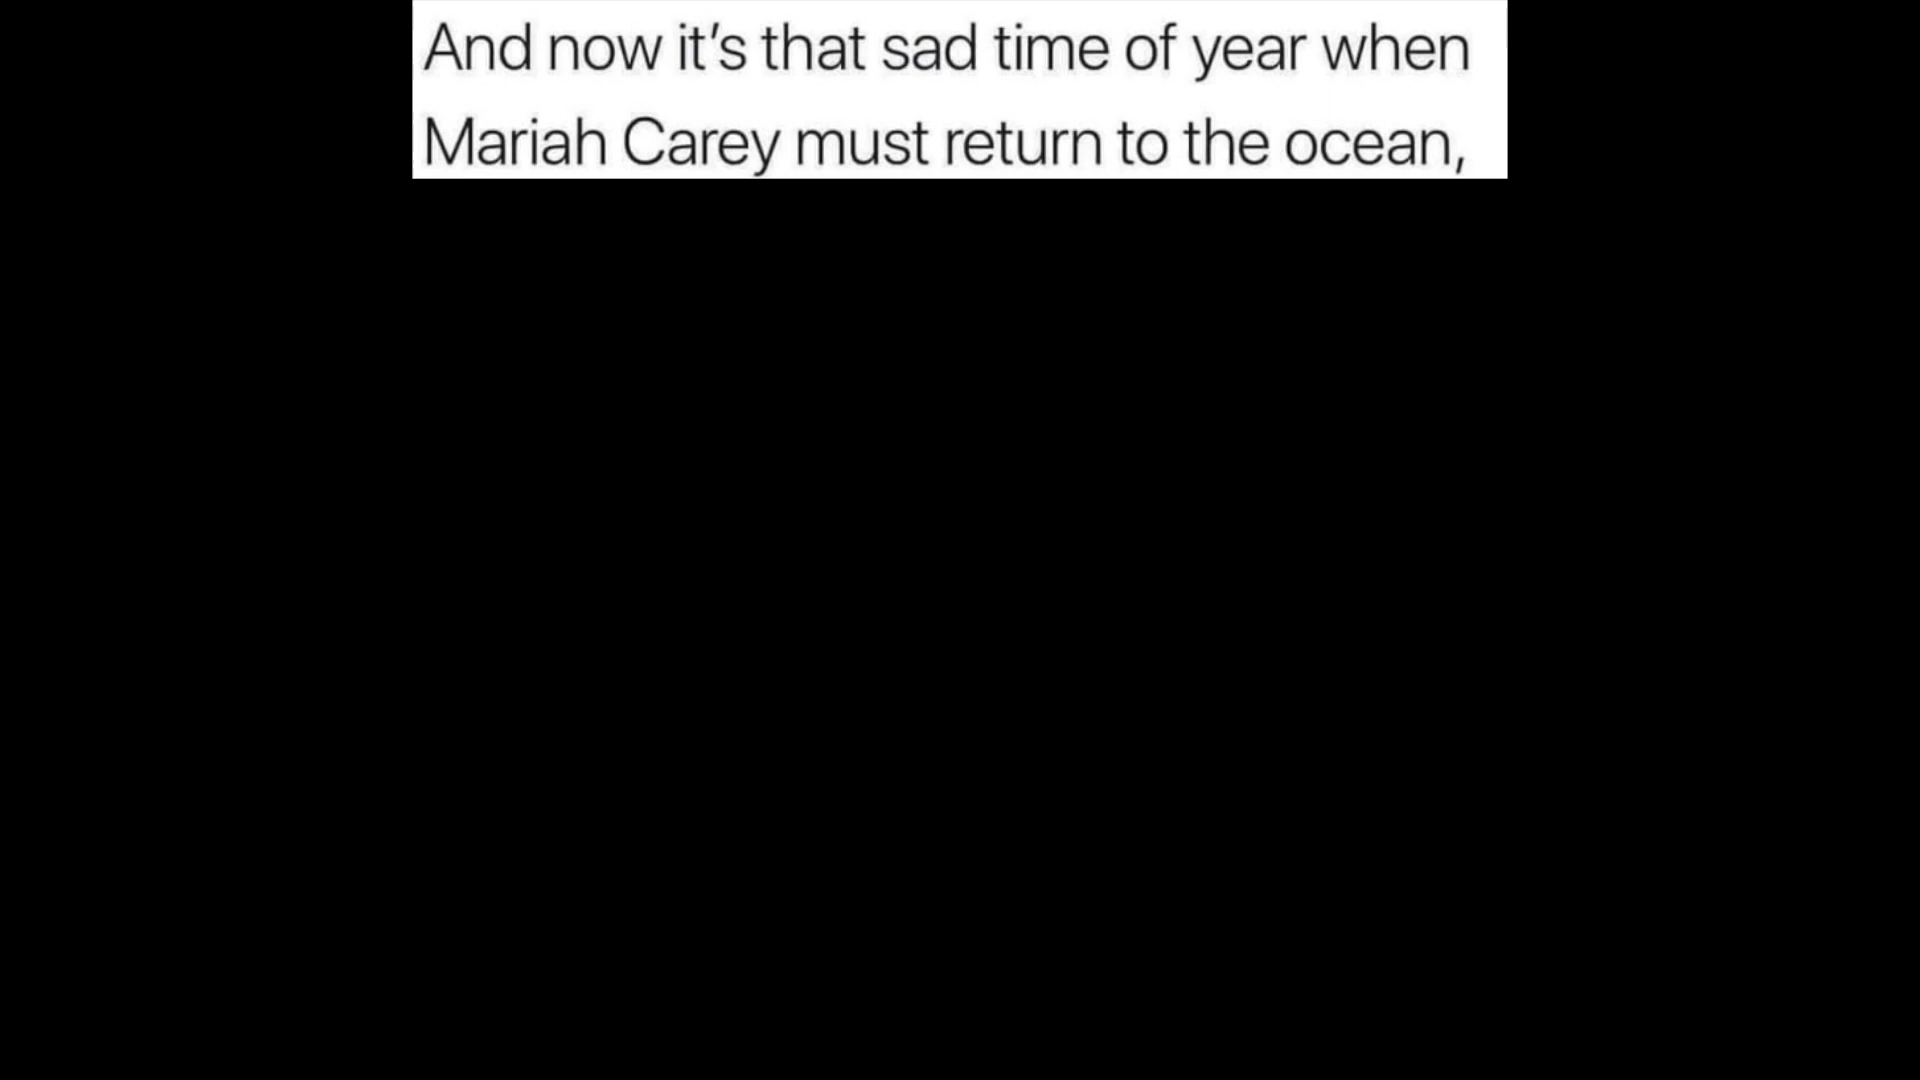 And now it’s that sad time of year when
Mariah Carey must return to the ocean,